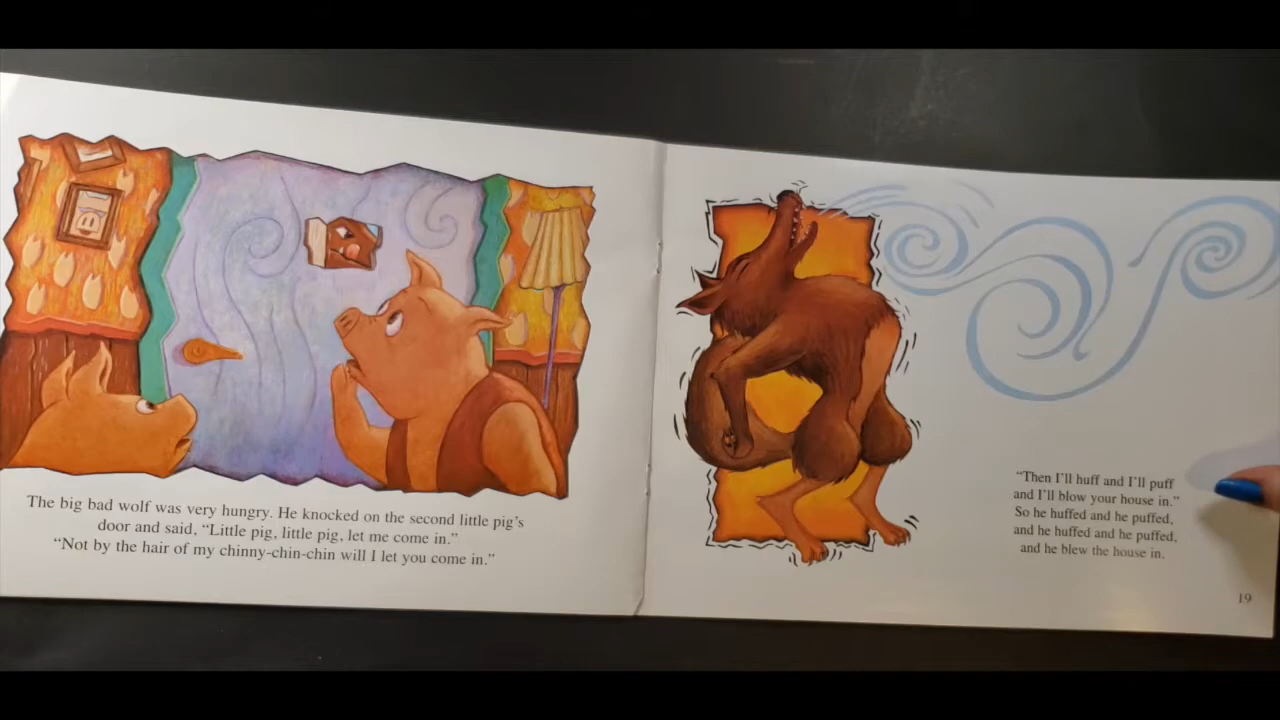 The big bad wolf was very hungry. He knocked on the second little pig's
door and said, “Little pig, little pig, let me come in.”
“Not by the hair of my chinny-chin-chin will I let you come in.”
“Then I'll huff and I'll puff
and I'll blow your house in.”
So he huffed and he puffed,
and he huffed and he puffed,
and he blew the house in.
19